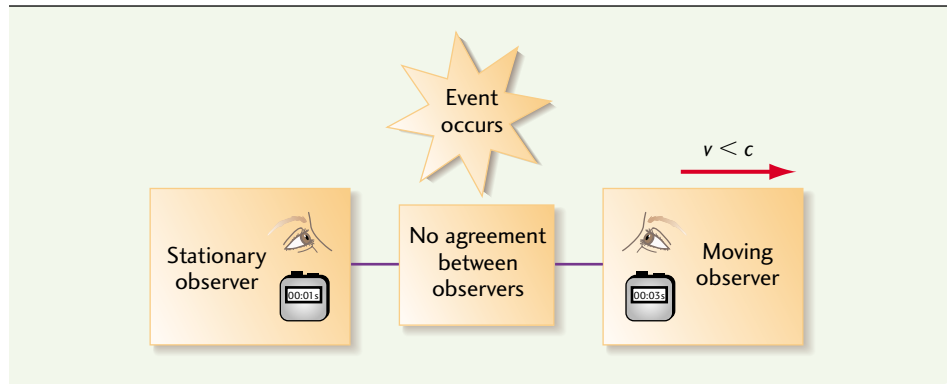 Event
occurs
v < c
Stationary
observer
00:01s
No agreement
between
observers
00:03s
Moving
observer